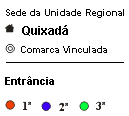 Sede da Unidade Regional
Quixadá
Comarca Vinculada
Entrância
1ª 2ª 3ª